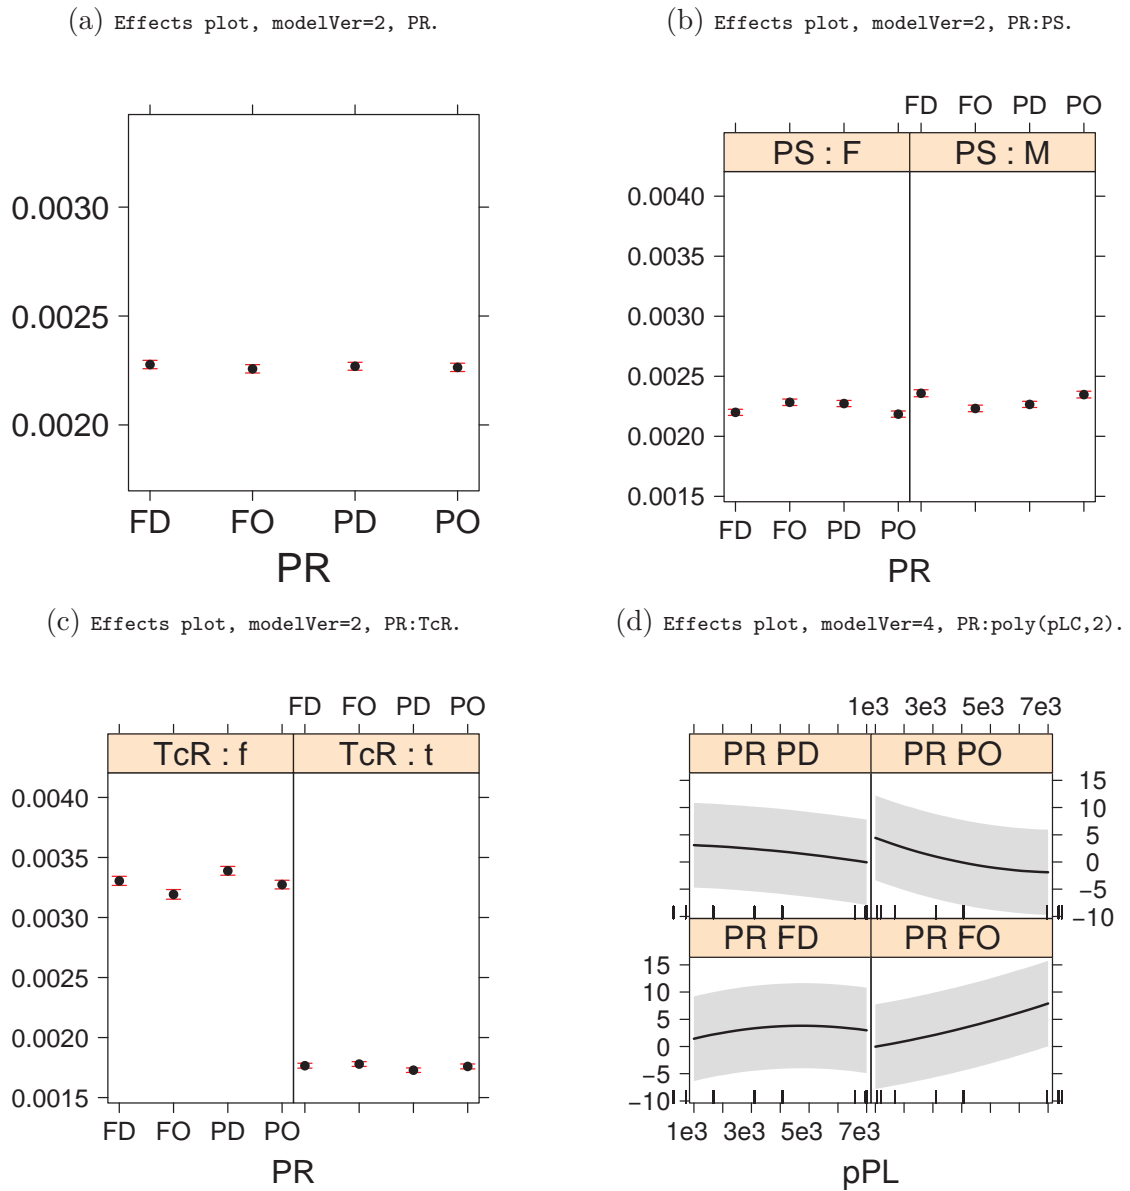 (a) Effects plot, modelVer=2, PR.
0.0030
0.0025
0.0020
FD FO PD PO
PR
(b) Effects plot, modelVer=2, PR:PS.
FD FO PD PO
PS : F PS : M
0.0040
0.0035
0.0030
0.0025
0.0020
0.0015
FD FO PD PO
PR
(c) Effects plot, modelVer=2, PR:TcR.
FD FO PD PO
TcR : f TcR : t
0.0040
0.0035
0.0030
0.0025
0.0020
0.0015
FD FO PD PO
PR
(d) Effects plot, modelVer=4, PR:poly(pLC,2).
1e3 3e3 5e3 7e3
PR PD PR PO
15
10
5
0
−5
−10
PR FD PR FO
15
10
5
0
−5
−10
1e3 3e3 5e3 7e3
pPL